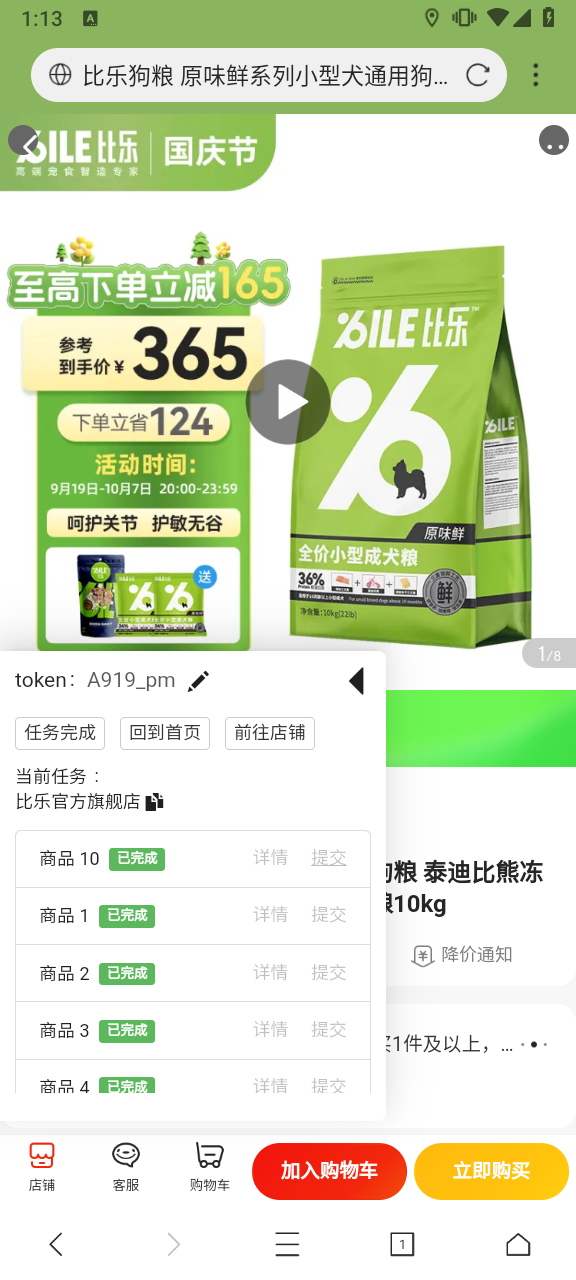 1:13
A
比乐狗粮 原味鲜系列小型犬通用狗...
BILE比乐
高端宠食智造专家
国庆节
至高下单立减165
参考
到手价¥365
下单立省124
活动时间：
9月19日-10月7日 20:00-23:59
呵护关节 护敏无谷
送
BILE比乐™
BILE
原味鲜
全价小型成犬粮
36%
鲜
净含量：10kg(22lb)
1/8
token： A919_pm
任务完成
回到首页
前往店铺
当前任务 ：
比乐官方旗舰店
商品 10 已完成 详情 提交
商品 1 已完成 详情 提交
商品 2 已完成 详情 提交
商品 3 已完成 详情 提交
商品 4 已完成 详情 提交
狗粮 泰迪比熊冻
粮10kg
降价通知
买1件及以上，...
店铺
客服
购物车
加入购物车
立即购买
1